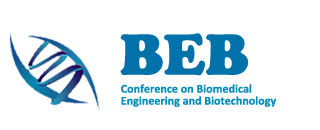 BEB
Conference on Biomedical
Engineering and Biotechnology